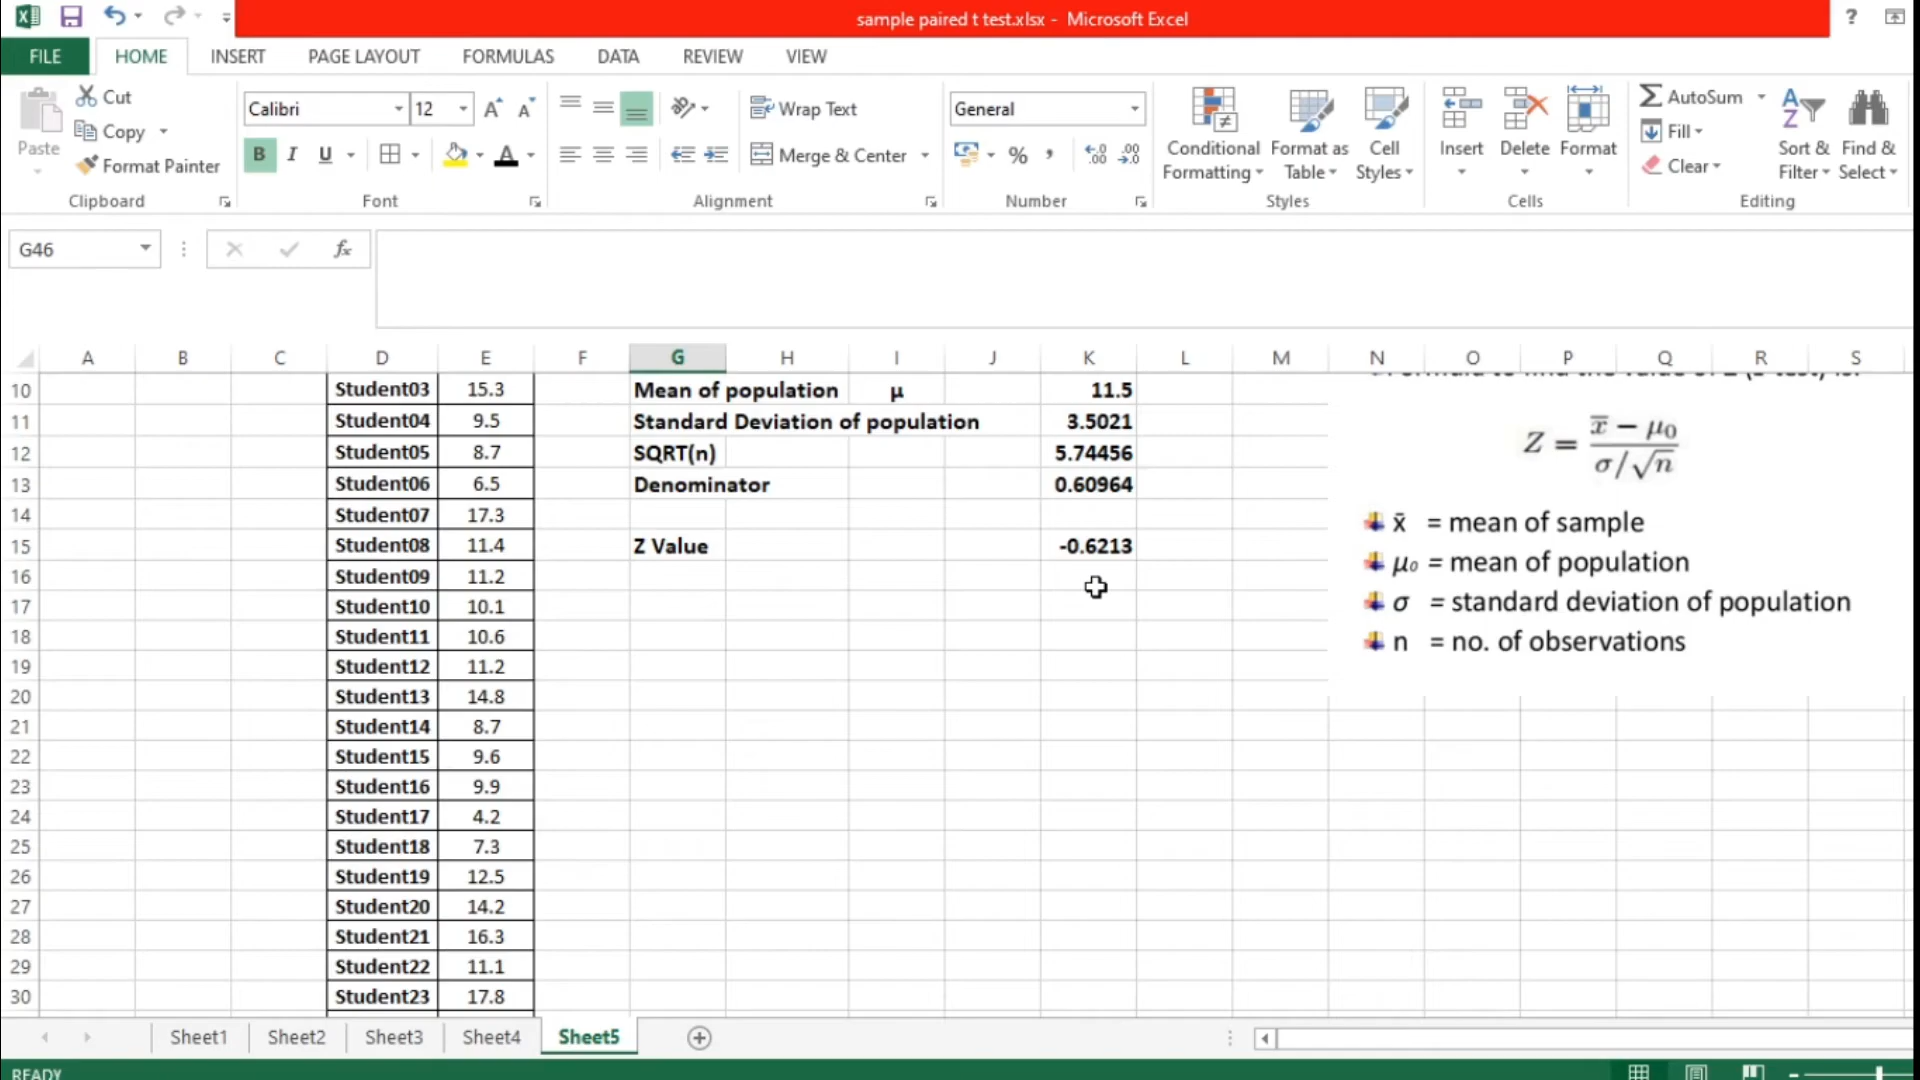 sample paired t test.xlsx - Microsoft Excel
?
FILE HOME INSERT PAGE LAYOUT FORMULAS DATA REVIEW VIEW
Paste
Cut
Copy
Format Painter
Clipboard
Calibri 12
B I U
Font
Wrap Text
Merge & Center
Alignment
General
%
Number
Conditional Formatting
Format as Table
Cell Styles
Styles
Insert Delete Format
Cells
AutoSum
Fill
Clear
Sort & Filter
Find & Select
Editing
G46 fx
A B C D E F G H I J K L M N O P Q R S
10 Student03 15.3 Mean of population μ 11.5
11 Student04 9.5 Standard Deviation of population 3.5021
12 Student05 8.7 SQRT(n) 5.74456
13 Student06 6.5 Denominator 0.60964
14 Student07 17.3
15 Student08 11.4 Z Value -0.6213
16 Student09 11.2
17 Student10 10.1
18 Student11 10.6
19 Student12 11.2
20 Student13 14.8
21 Student14 8.7
22 Student15 9.6
23 Student16 9.9
24 Student17 4.2
25 Student18 7.3
26 Student19 12.5
27 Student20 14.2
28 Student21 16.3
29 Student22 11.1
30 Student23 17.8
Z = (x̄ − μ0) / (σ/√n)
x̄ = mean of sample
μ0 = mean of population
σ = standard deviation of population
n = no. of observations
Sheet1 Sheet2 Sheet3 Sheet4 Sheet5
READY